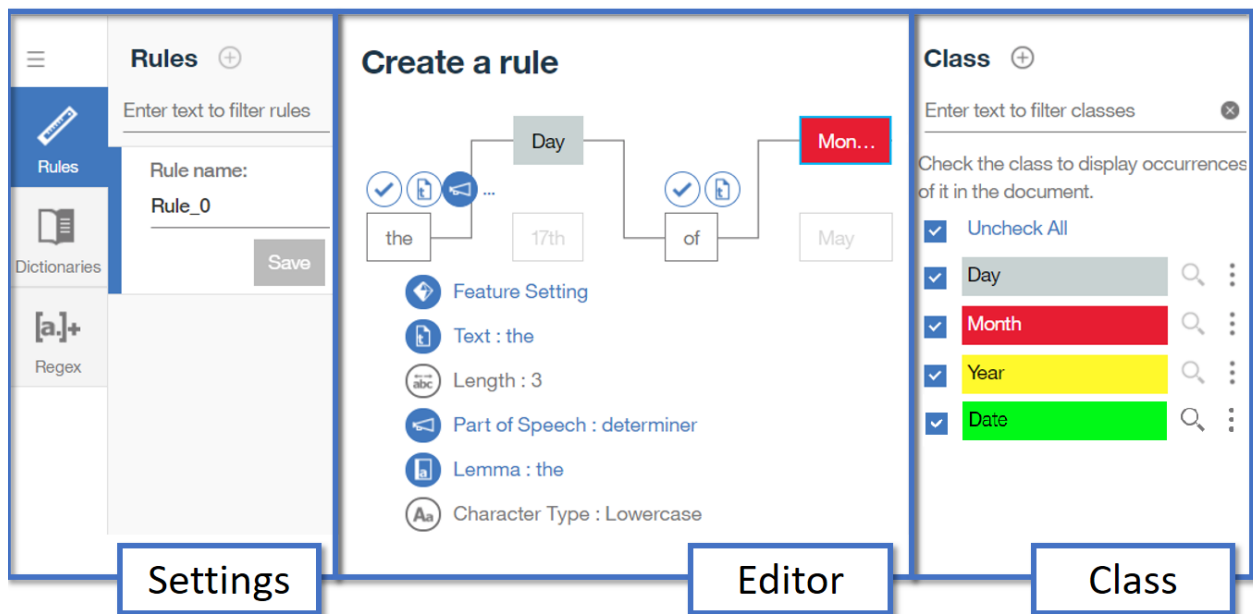 Rules
Enter text to filter rules
Rules
Rule name:
Rule_0
Save
Dictionaries
[a.]+
Regex
Settings
Create a rule
Day
Mon...
t
...
t
the
17th
of
May
Feature Setting
t
Text : the
abc
Length : 3
Part of Speech : determiner
a
Lemma : the
Aa
Character Type : Lowercase
Editor
Class
Enter text to filter classes
Check the class to display occurrences
of it in the document.
Uncheck All
Day
Month
Year
Date
Class